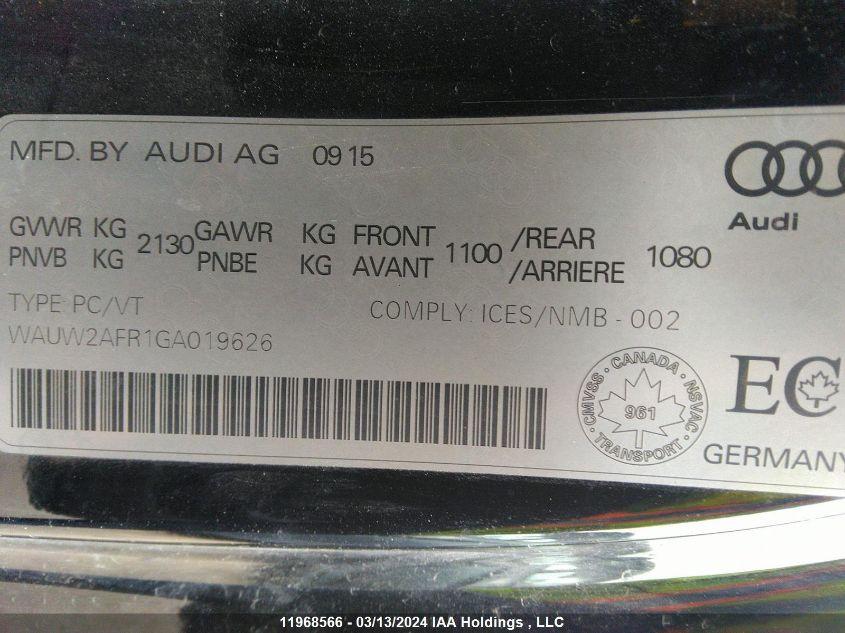 MFD. BY AUDI AG 09 15
Audi
GVWR KG 2130 GAWR KG FRONT 1100 /REAR 1080
PNVB KG PNBE KG AVANT /ARRIERE
TYPE: PC/VT COMPLY: ICES/NMB - 002
WAUW2AFR1GA019626
· CANADA · NSVAC · TRANSPORT · CMVSS
961
EC
GERMANY
11968566 - 03/13/2024 IAA Holdings , LLC